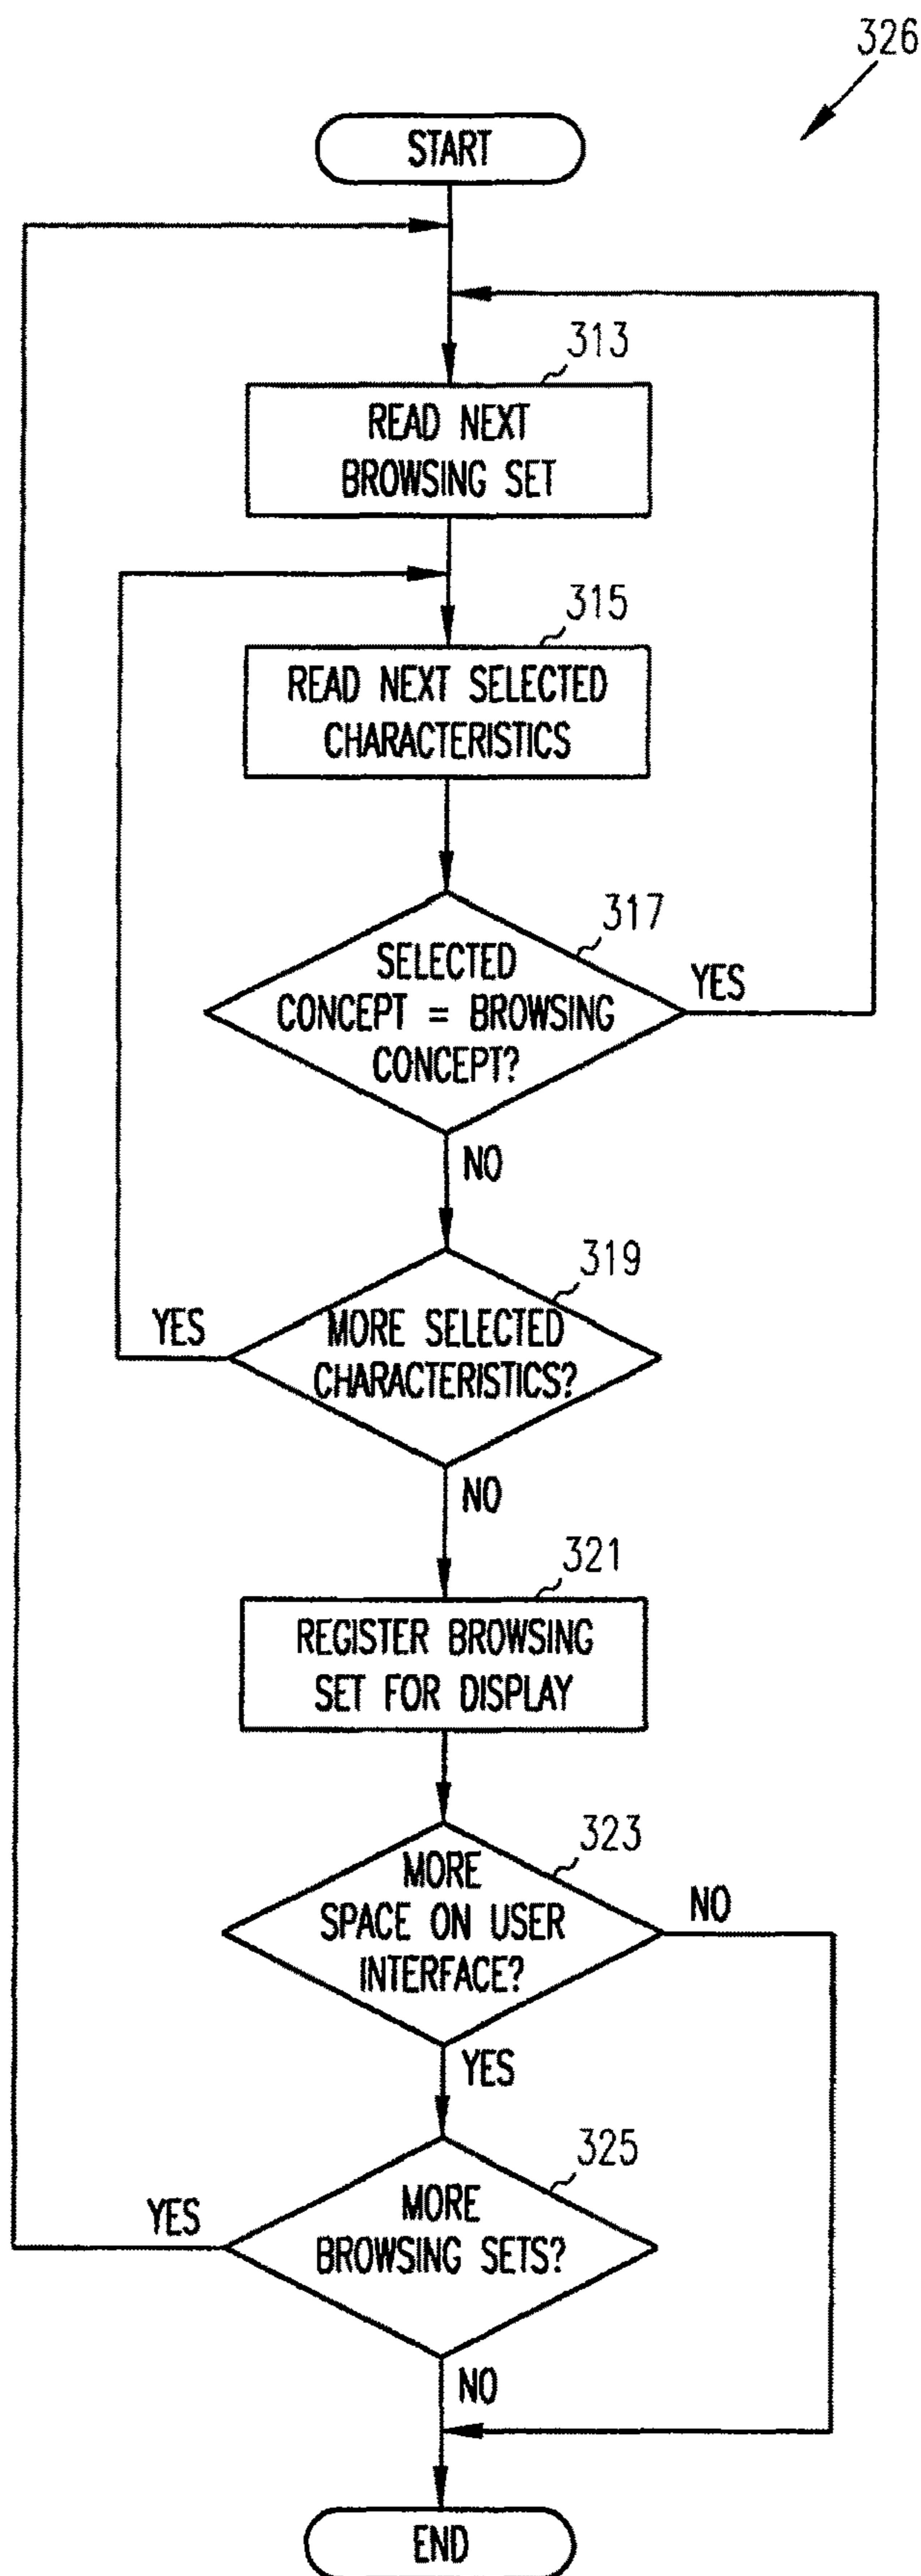 326
START
313
READ NEXT
BROWSING SET
315
READ NEXT SELECTED
CHARACTERISTICS
317
SELECTED
CONCEPT = BROWSING
CONCEPT?
YES
NO
319
MORE SELECTED
CHARACTERISTICS?
YES
NO
321
REGISTER BROWSING
SET FOR DISPLAY
323
MORE
SPACE ON USER
INTERFACE?
NO
YES
325
MORE
BROWSING SETS?
YES
NO
END